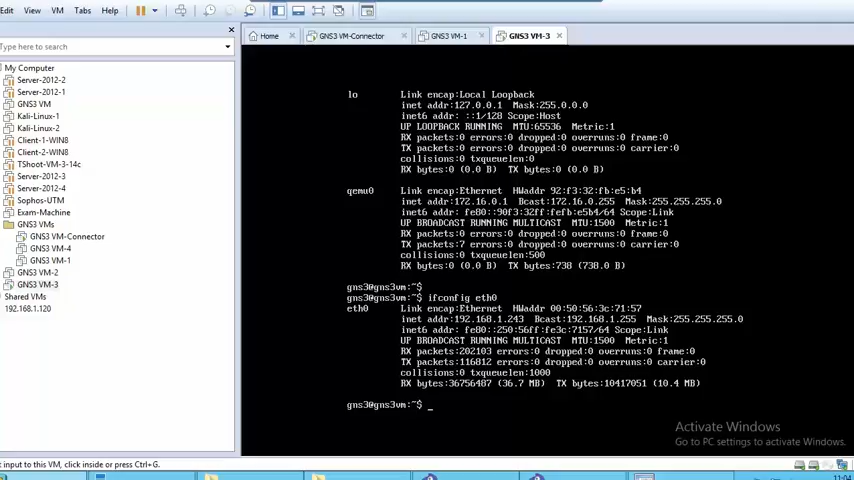 Edit View VM Tabs Help
Type to search
My Computer
Server-2012-2
Server-2012-1
GNS3 VM
Kali-Linux-1
Kali-Linux-2
Client-1-WIN8
Client-2-WIN8
TShoot-VM-3-14c
Server-2012-3
Server-2012-4
Sophos-UTM
Exam-Machine
GNS3 VMs
GNS3 VM-Connector
GNS3 VM-4
GNS3 VM-1
GNS3 VM-2
GNS3 VM-3
Shared VMs
192.168.1.120
Home GNS3 VM-Connector GNS3 VM-1 GNS3 VM-3
lo Link encap:Local Loopback
inet addr:127.0.0.1 Mask:255.0.0.0
inet6 addr: ::1/128 Scope:Host
UP LOOPBACK RUNNING MTU:65536 Metric:1
RX packets:0 errors:0 dropped:0 overruns:0 frame:0
TX packets:0 errors:0 dropped:0 overruns:0 carrier:0
collisions:0 txqueuelen:0
RX bytes:0 (0.0 B) TX bytes:0 (0.0 B)
qemu0 Link encap:Ethernet HWaddr 92:f3:32:fb:e5:b4
inet addr:172.16.0.1 Bcast:172.16.0.255 Mask:255.255.255.0
inet6 addr: fe80::90f3:32ff:fefb:e5b4/64 Scope:Link
UP BROADCAST RUNNING MULTICAST MTU:1500 Metric:1
RX packets:0 errors:0 dropped:0 overruns:0 frame:0
TX packets:7 errors:0 dropped:0 overruns:0 carrier:0
collisions:0 txqueuelen:500
RX bytes:0 (0.0 B) TX bytes:738 (738.0 B)
gns3@gns3vm:~$
gns3@gns3vm:~$ ifconfig eth0
eth0 Link encap:Ethernet HWaddr 00:50:56:3c:71:57
inet addr:192.168.1.243 Bcast:192.168.1.255 Mask:255.255.255.0
inet6 addr: fe80::250:56ff:fe3c:7157/64 Scope:Link
UP BROADCAST RUNNING MULTICAST MTU:1500 Metric:1
RX packets:202103 errors:0 dropped:0 overruns:0 frame:0
TX packets:116812 errors:0 dropped:0 overruns:0 carrier:0
collisions:0 txqueuelen:1000
RX bytes:36756487 (36.7 MB) TX bytes:10417051 (10.4 MB)
gns3@gns3vm:~$ _
Activate Windows
Go to PC settings to activate Windows.
t input to this VM, click inside or press Ctrl+G.
11:04